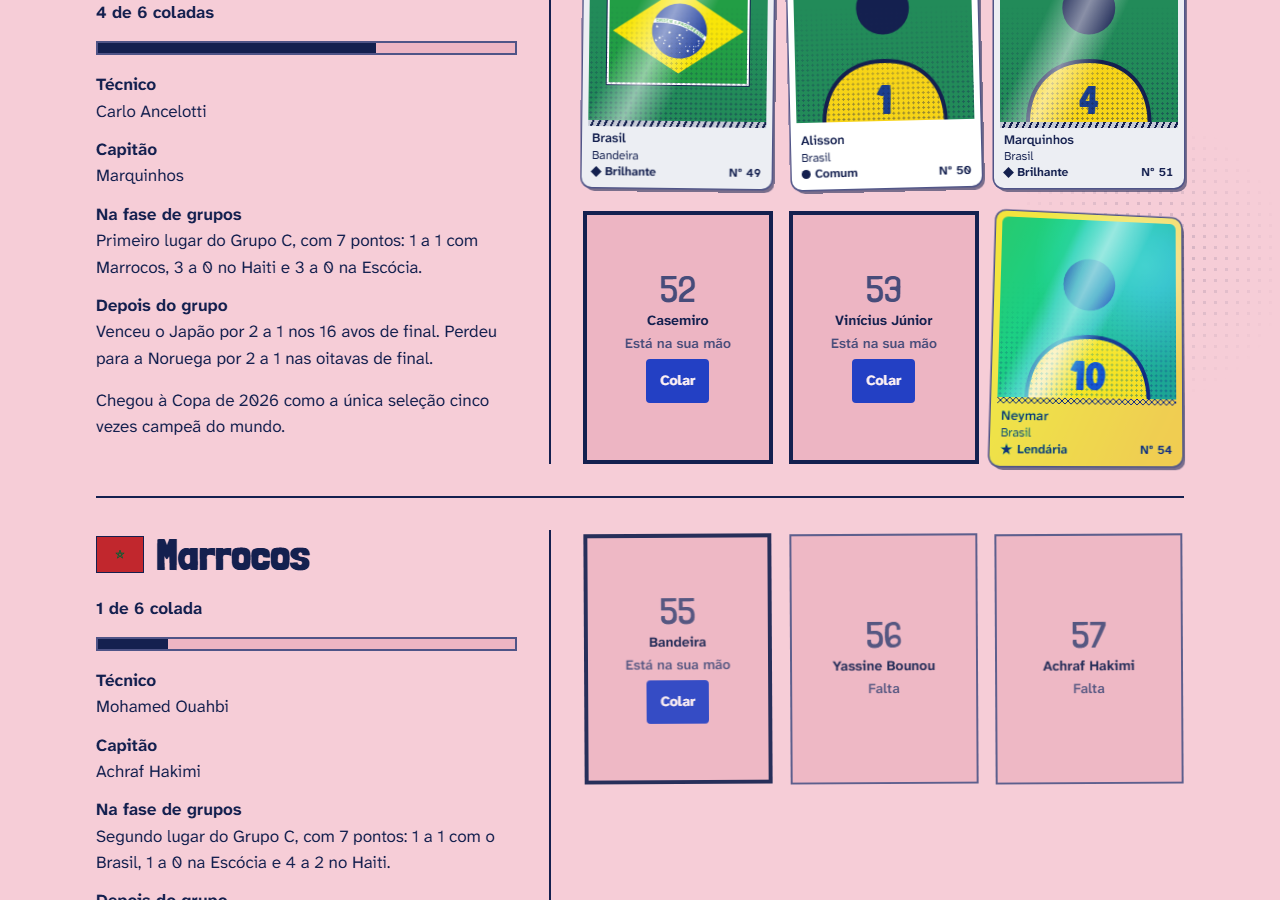 4 de 6 coladas
Técnico
Carlo Ancelotti
Capitão
Marquinhos
Na fase de grupos
Primeiro lugar do Grupo C, com 7 pontos: 1 a 1 com
Marrocos, 3 a 0 no Haiti e 3 a 0 na Escócia.
Depois do grupo
Venceu o Japão por 2 a 1 nos 16 avos de final. Perdeu
para a Noruega por 2 a 1 nas oitavas de final.
Chegou à Copa de 2026 como a única seleção cinco
vezes campeã do mundo.
Brasil
Bandeira
Brilhante
Nº 49
1
Alisson
Brasil
Comum
Nº 50
4
Marquinhos
Brasil
Brilhante
Nº 51
52
Casemiro
Está na sua mão
Colar
53
Vinícius Júnior
Está na sua mão
Colar
10
Neymar
Brasil
Lendária
Nº 54
Marrocos
1 de 6 colada
Técnico
Mohamed Ouahbi
Capitão
Achraf Hakimi
Na fase de grupos
Segundo lugar do Grupo C, com 7 pontos: 1 a 1 com o
Brasil, 1 a 0 na Escócia e 4 a 2 no Haiti.
Depois do grupo
55
Bandeira
Está na sua mão
Colar
56
Yassine Bounou
Falta
57
Achraf Hakimi
Falta